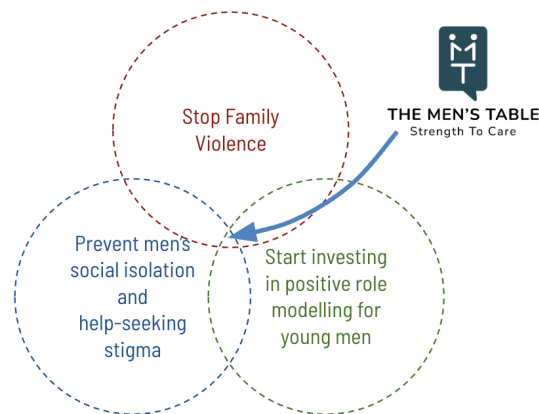 Stop Family
Violence
THE MEN'S TABLE
Strength To Care
Prevent men's
social isolation
and
help-seeking
stigma
Start investing
in positive role
modelling for
young men